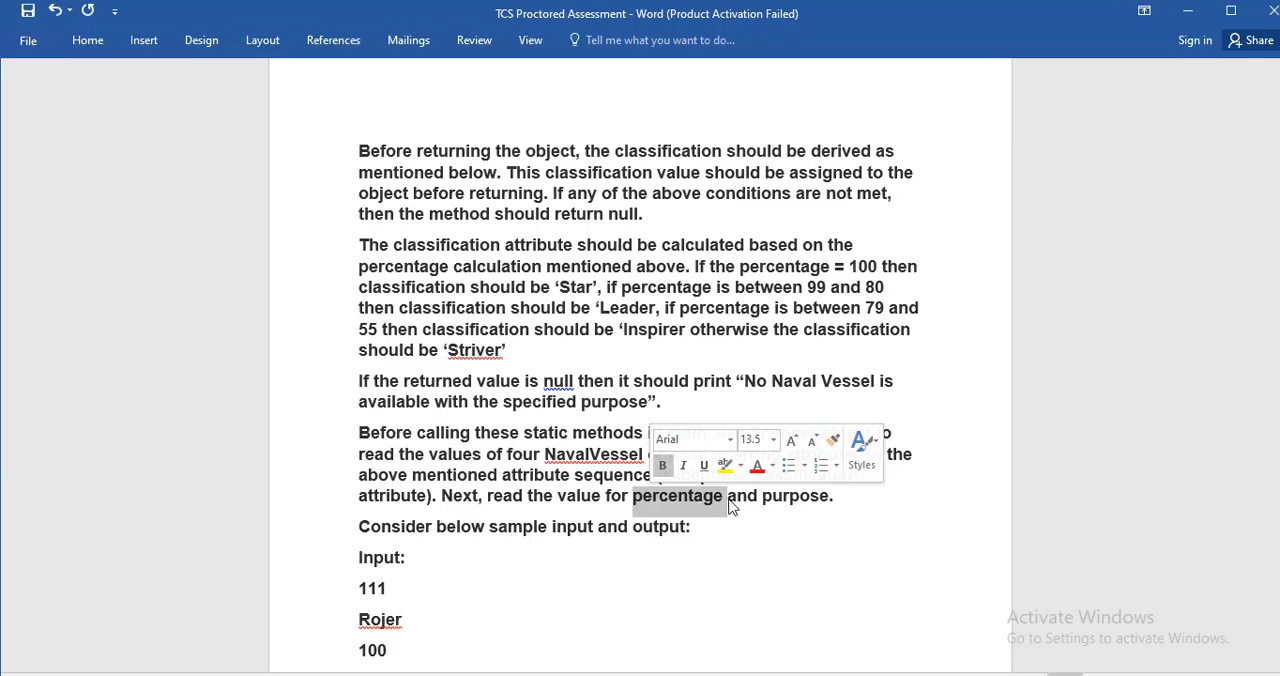 TCS Proctored Assessment - Word (Product Activation Failed)
File Home Insert Design Layout References Mailings Review View Tell me what you want to do... Sign in Share
Before returning the object, the classification should be derived as
mentioned below. This classification value should be assigned to the
object before returning. If any of the above conditions are not met,
then the method should return null.
The classification attribute should be calculated based on the
percentage calculation mentioned above. If the percentage = 100 then
classification should be ‘Star’, if percentage is between 99 and 80
then classification should be ‘Leader, if percentage is between 79 and
55 then classification should be ‘Inspirer otherwise the classification
should be ‘Striver’
If the returned value is null then it should print “No Naval Vessel is
available with the specified purpose”.
Before calling these static methods
Arial 13.5 A A A
read the values of four NavalVessel the
B I U ab A Styles
above mentioned attribute sequence
attribute). Next, read the value for percentage and purpose.
Consider below sample input and output:
Input:
111
Rojer
100
Activate Windows
Go to Settings to activate Windows.